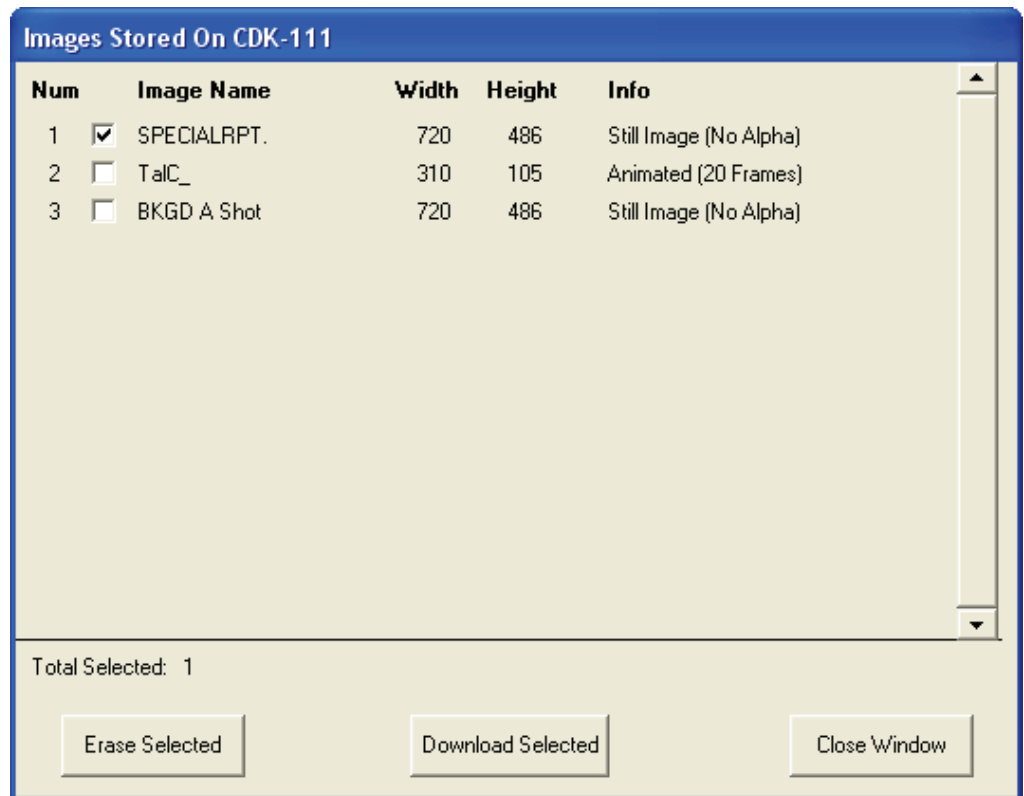 Images Stored On CDK-111
Num Image Name Width Height Info
1 SPECIALRPT. 720 486 Still Image (No Alpha)
2 TalC_ 310 105 Animated (20 Frames)
3 BKGD A Shot 720 486 Still Image (No Alpha)
Total Selected: 1
Erase Selected Download Selected Close Window